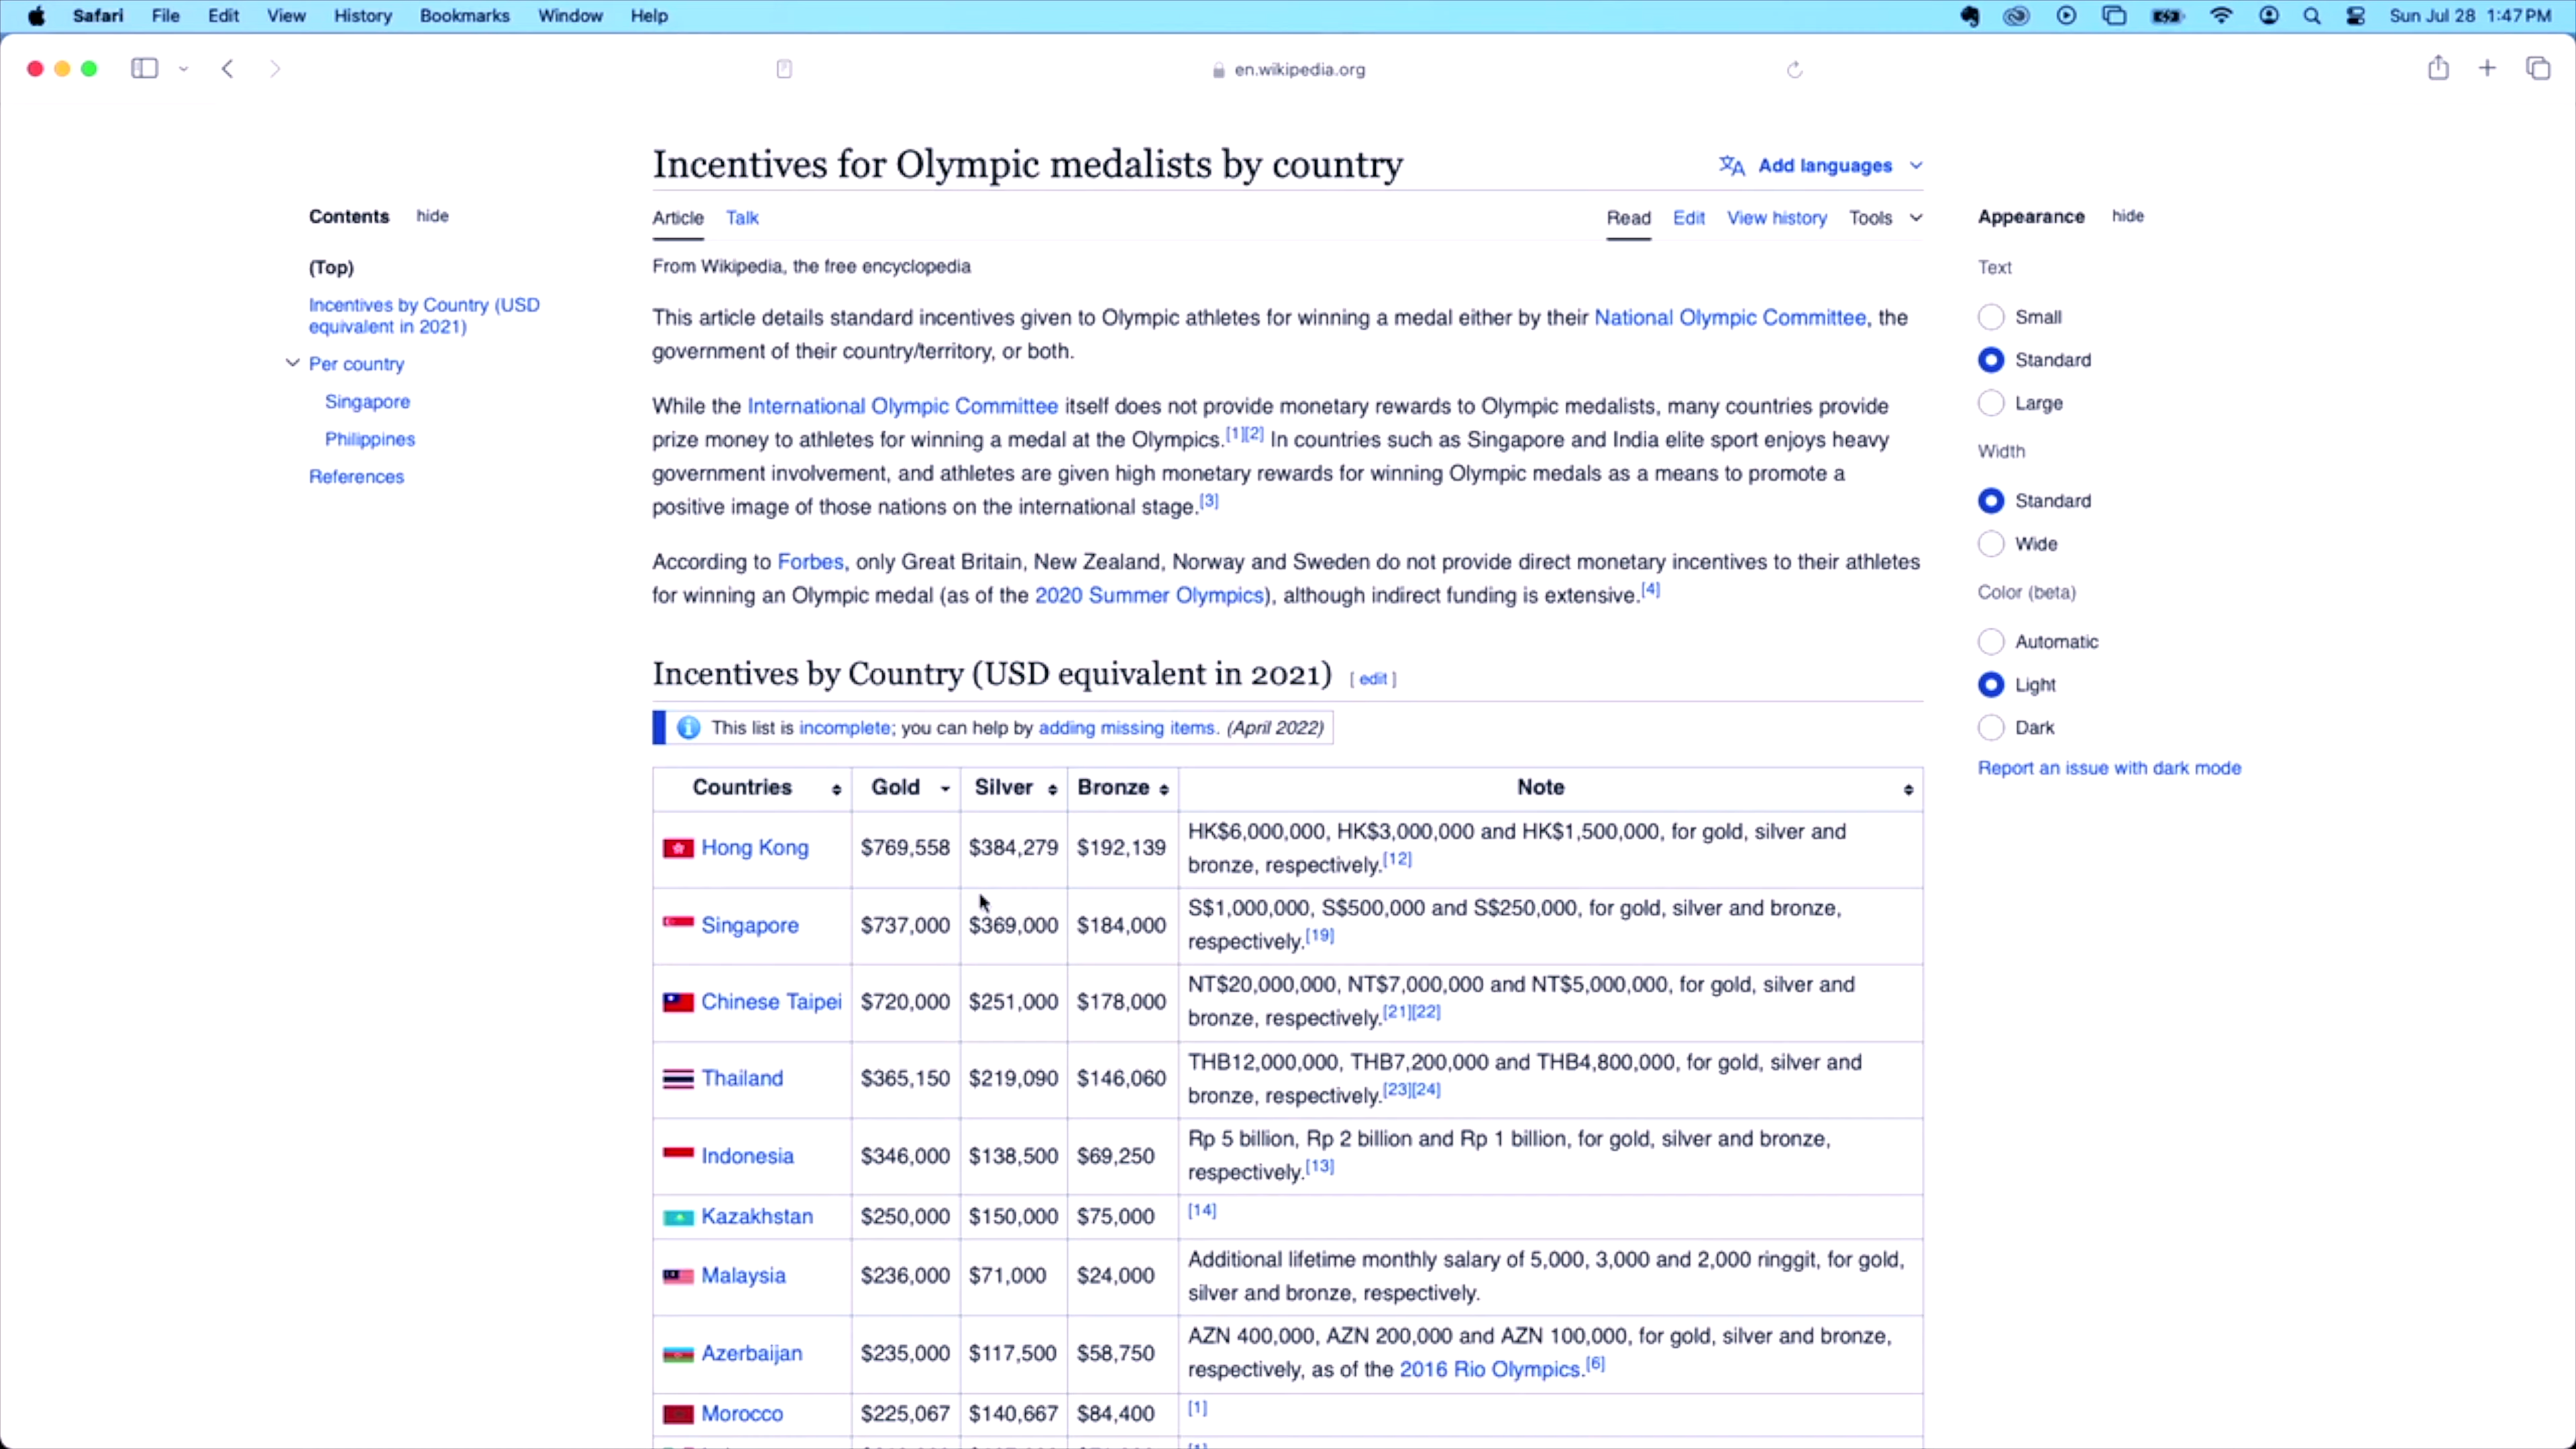 Safari File Edit View History Bookmarks Window Help Sun Jul 28 1:47 PM
en.wikipedia.org
Incentives for Olympic medalists by country
Add languages
Contents hide
Article Talk
Read Edit View history Tools
Appearance hide
(Top)
Incentives by Country (USD
equivalent in 2021)
Per country
Singapore
Philippines
References
From Wikipedia, the free encyclopedia
This article details standard incentives given to Olympic athletes for winning a medal either by their National Olympic Committee, the
government of their country/territory, or both.
While the International Olympic Committee itself does not provide monetary rewards to Olympic medalists, many countries provide
prize money to athletes for winning a medal at the Olympics.[1][2] In countries such as Singapore and India elite sport enjoys heavy
government involvement, and athletes are given high monetary rewards for winning Olympic medals as a means to promote a
positive image of those nations on the international stage.[3]
According to Forbes, only Great Britain, New Zealand, Norway and Sweden do not provide direct monetary incentives to their athletes
for winning an Olympic medal (as of the 2020 Summer Olympics), although indirect funding is extensive.[4]
Text
Small
Standard
Large
Width
Standard
Wide
Color (beta)
Automatic
Light
Dark
Report an issue with dark mode
Incentives by Country (USD equivalent in 2021) [ edit ]
This list is incomplete; you can help by adding missing items. (April 2022)
Countries Gold Silver Bronze Note
Hong Kong $769,558 $384,279 $192,139 HK$6,000,000, HK$3,000,000 and HK$1,500,000, for gold, silver and
bronze, respectively.[12]
Singapore $737,000 $369,000 $184,000 S$1,000,000, S$500,000 and S$250,000, for gold, silver and bronze,
respectively.[19]
Chinese Taipei $720,000 $251,000 $178,000 NT$20,000,000, NT$7,000,000 and NT$5,000,000, for gold, silver and
bronze, respectively.[21][22]
Thailand $365,150 $219,090 $146,060 THB12,000,000, THB7,200,000 and THB4,800,000, for gold, silver and
bronze, respectively.[23][24]
Indonesia $346,000 $138,500 $69,250 Rp 5 billion, Rp 2 billion and Rp 1 billion, for gold, silver and bronze,
respectively.[13]
Kazakhstan $250,000 $150,000 $75,000 [14]
Malaysia $236,000 $71,000 $24,000 Additional lifetime monthly salary of 5,000, 3,000 and 2,000 ringgit, for gold,
silver and bronze, respectively.
Azerbaijan $235,000 $117,500 $58,750 AZN 400,000, AZN 200,000 and AZN 100,000, for gold, silver and bronze,
respectively, as of the 2016 Rio Olympics.[6]
Morocco $225,067 $140,667 $84,400 [1]